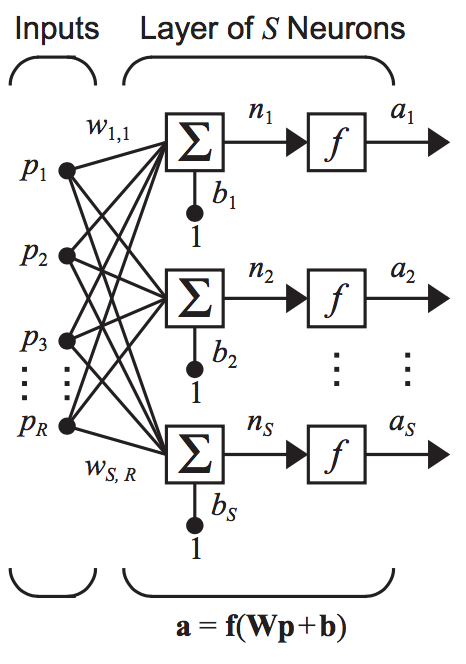 Inputs Layer of S Neurons
w1,1 n1 a1
p1 Σ f
b1
1
p2 n2 a2
Σ f
p3 b2
1
pR nS aS
wS, R Σ f
bS
1
a = f(Wp+b)